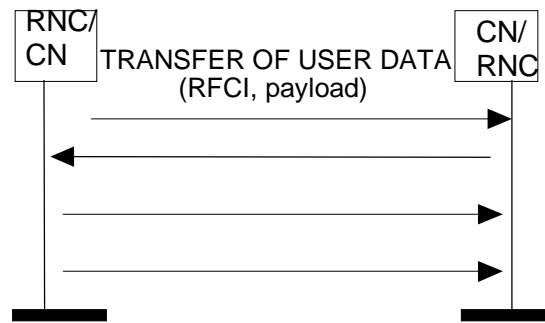 RNC/
CN
TRANSFER OF USER DATA
(RFCI, payload)
CN/
RNC